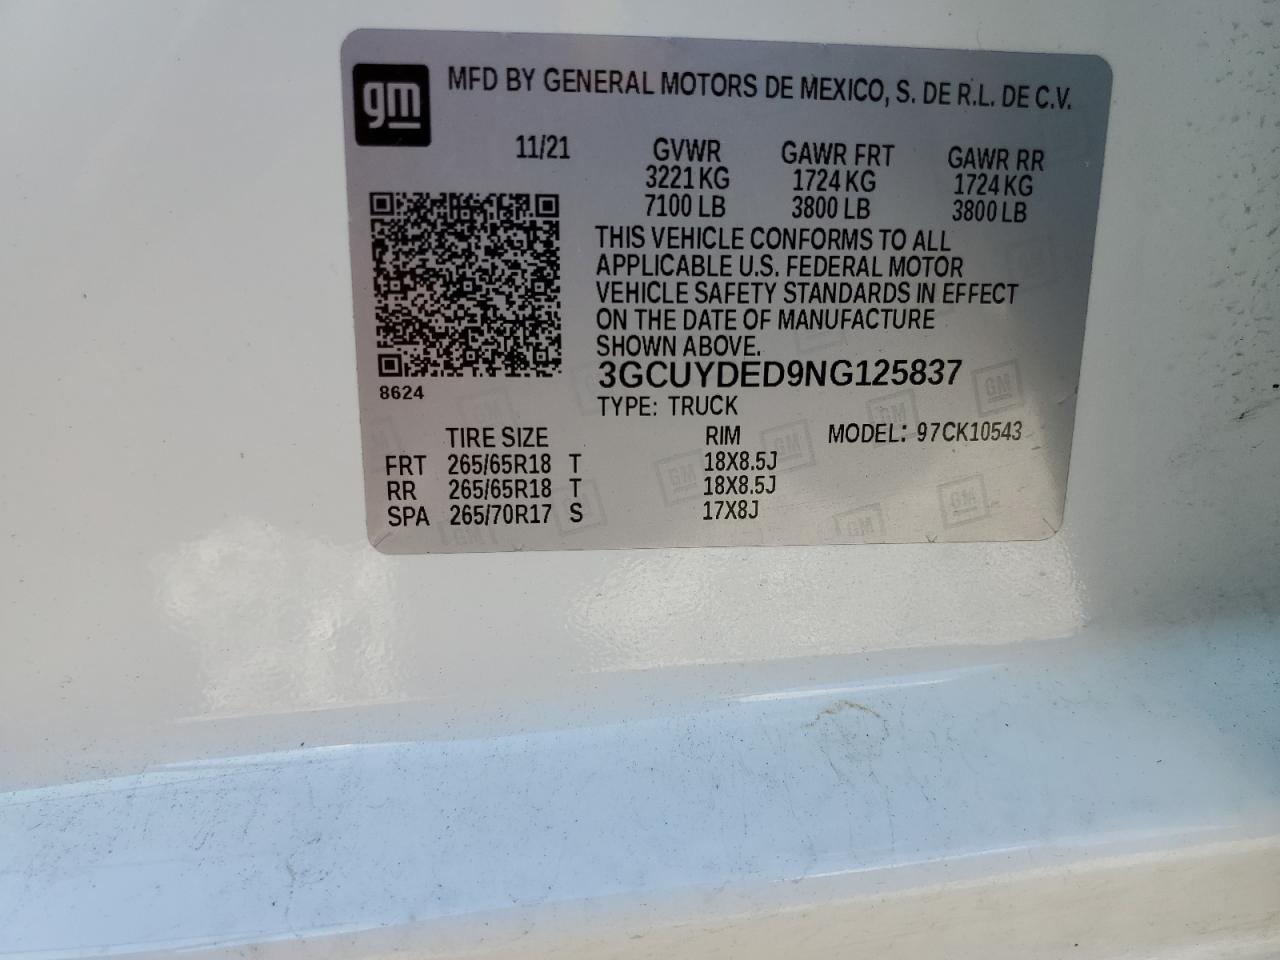 gm
MFD BY GENERAL MOTORS DE MEXICO, S. DE R.L. DE C.V.
11/21 GVWR GAWR FRT GAWR RR
3221 KG 1724 KG 1724 KG
7100 LB 3800 LB 3800 LB
THIS VEHICLE CONFORMS TO ALL
APPLICABLE U.S. FEDERAL MOTOR
VEHICLE SAFETY STANDARDS IN EFFECT
ON THE DATE OF MANUFACTURE
SHOWN ABOVE.
3GCUYDED9NG125837
8624
TYPE: TRUCK
TIRE SIZE RIM MODEL: 97CK10543
FRT 265/65R18 T 18X8.5J
RR 265/65R18 T 18X8.5J
SPA 265/70R17 S 17X8J